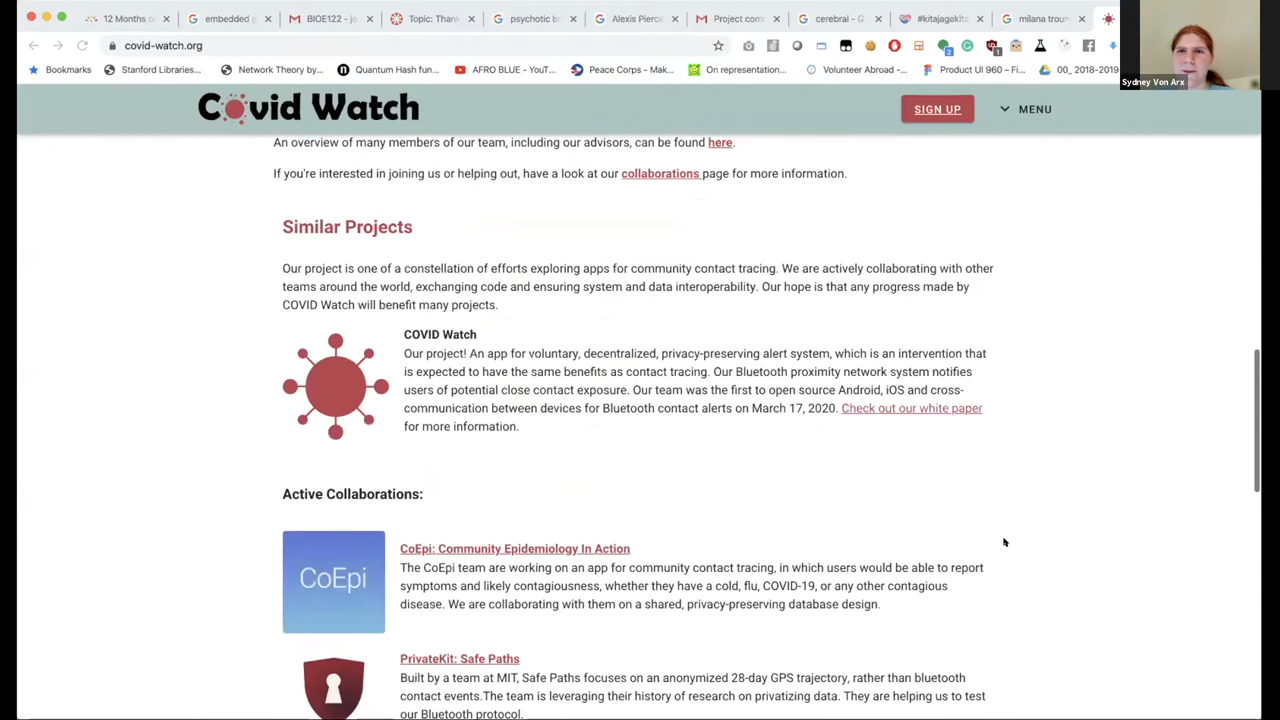 12 Months o
embedded g
BIOE122 - jo
Topic: Thank
psychotic br
Alexis Pierce
Project com
cerebral - G
#kitajagakita
milana troum
covid-watch.org
Bookmarks
Stanford Libraries...
Network Theory by...
Quantum Hash fun...
AFRO BLUE - YouT...
Peace Corps - Mak...
On representation...
Volunteer Abroad -...
Product UI 960 – Fi...
00_ 2018-2019
Sydney Von Arx
Covid Watch
SIGN UP
MENU
An overview of many members of our team, including our advisors, can be found here.
If you're interested in joining us or helping out, have a look at our collaborations page for more information.
Similar Projects
Our project is one of a constellation of efforts exploring apps for community contact tracing. We are actively collaborating with other
teams around the world, exchanging code and ensuring system and data interoperability. Our hope is that any progress made by
COVID Watch will benefit many projects.
COVID Watch
Our project! An app for voluntary, decentralized, privacy-preserving alert system, which is an intervention that
is expected to have the same benefits as contact tracing. Our Bluetooth proximity network system notifies
users of potential close contact exposure. Our team was the first to open source Android, iOS and cross-
communication between devices for Bluetooth contact alerts on March 17, 2020. Check out our white paper
for more information.
Active Collaborations:
CoEpi
CoEpi: Community Epidemiology In Action
The CoEpi team are working on an app for community contact tracing, in which users would be able to report
symptoms and likely contagiousness, whether they have a cold, flu, COVID-19, or any other contagious
disease. We are collaborating with them on a shared, privacy-preserving database design.
PrivateKit: Safe Paths
Built by a team at MIT, Safe Paths focuses on an anonymized 28-day GPS trajectory, rather than bluetooth
contact events.The team is leveraging their history of research on privatizing data. They are helping us to test
our Bluetooth protocol.